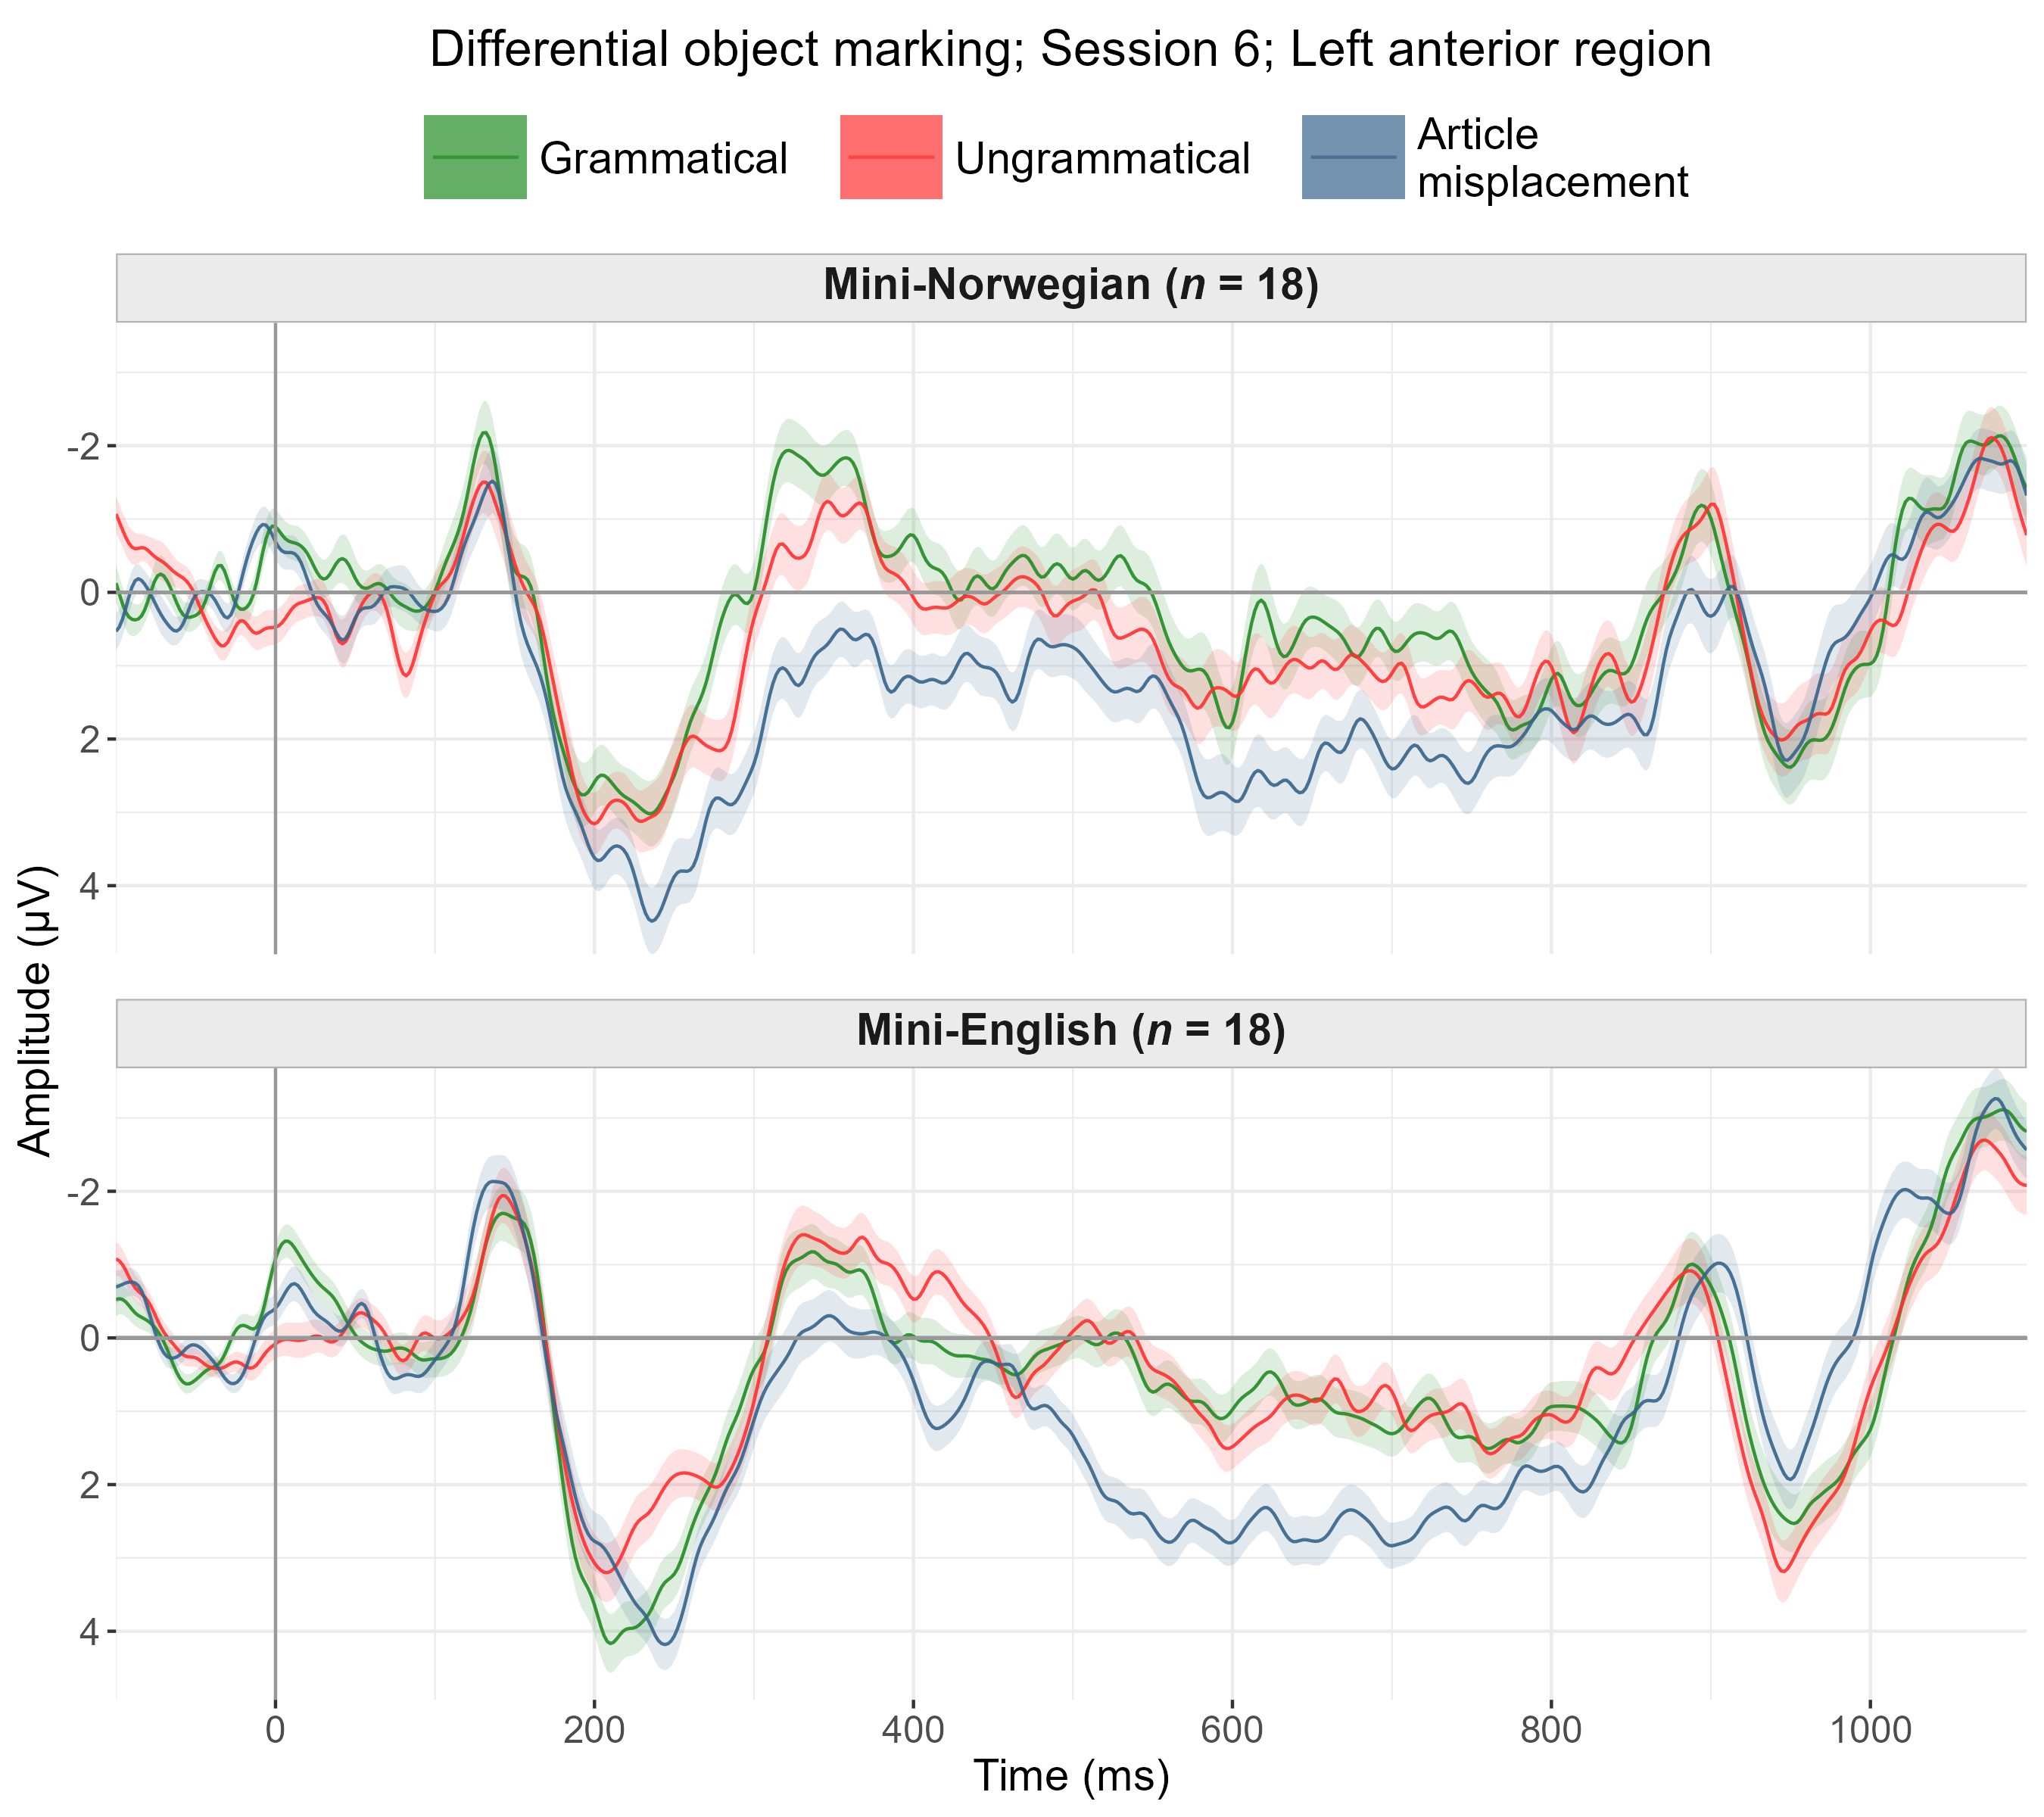 Differential object marking; Session 6; Left anterior region
Grammatical
Ungrammatical
Article
misplacement
Mini-Norwegian (n = 18)
-2
0
2
4
Mini-English (n = 18)
-2
0
2
4
Amplitude (µV)
0 200 400 600 800 1000
Time (ms)